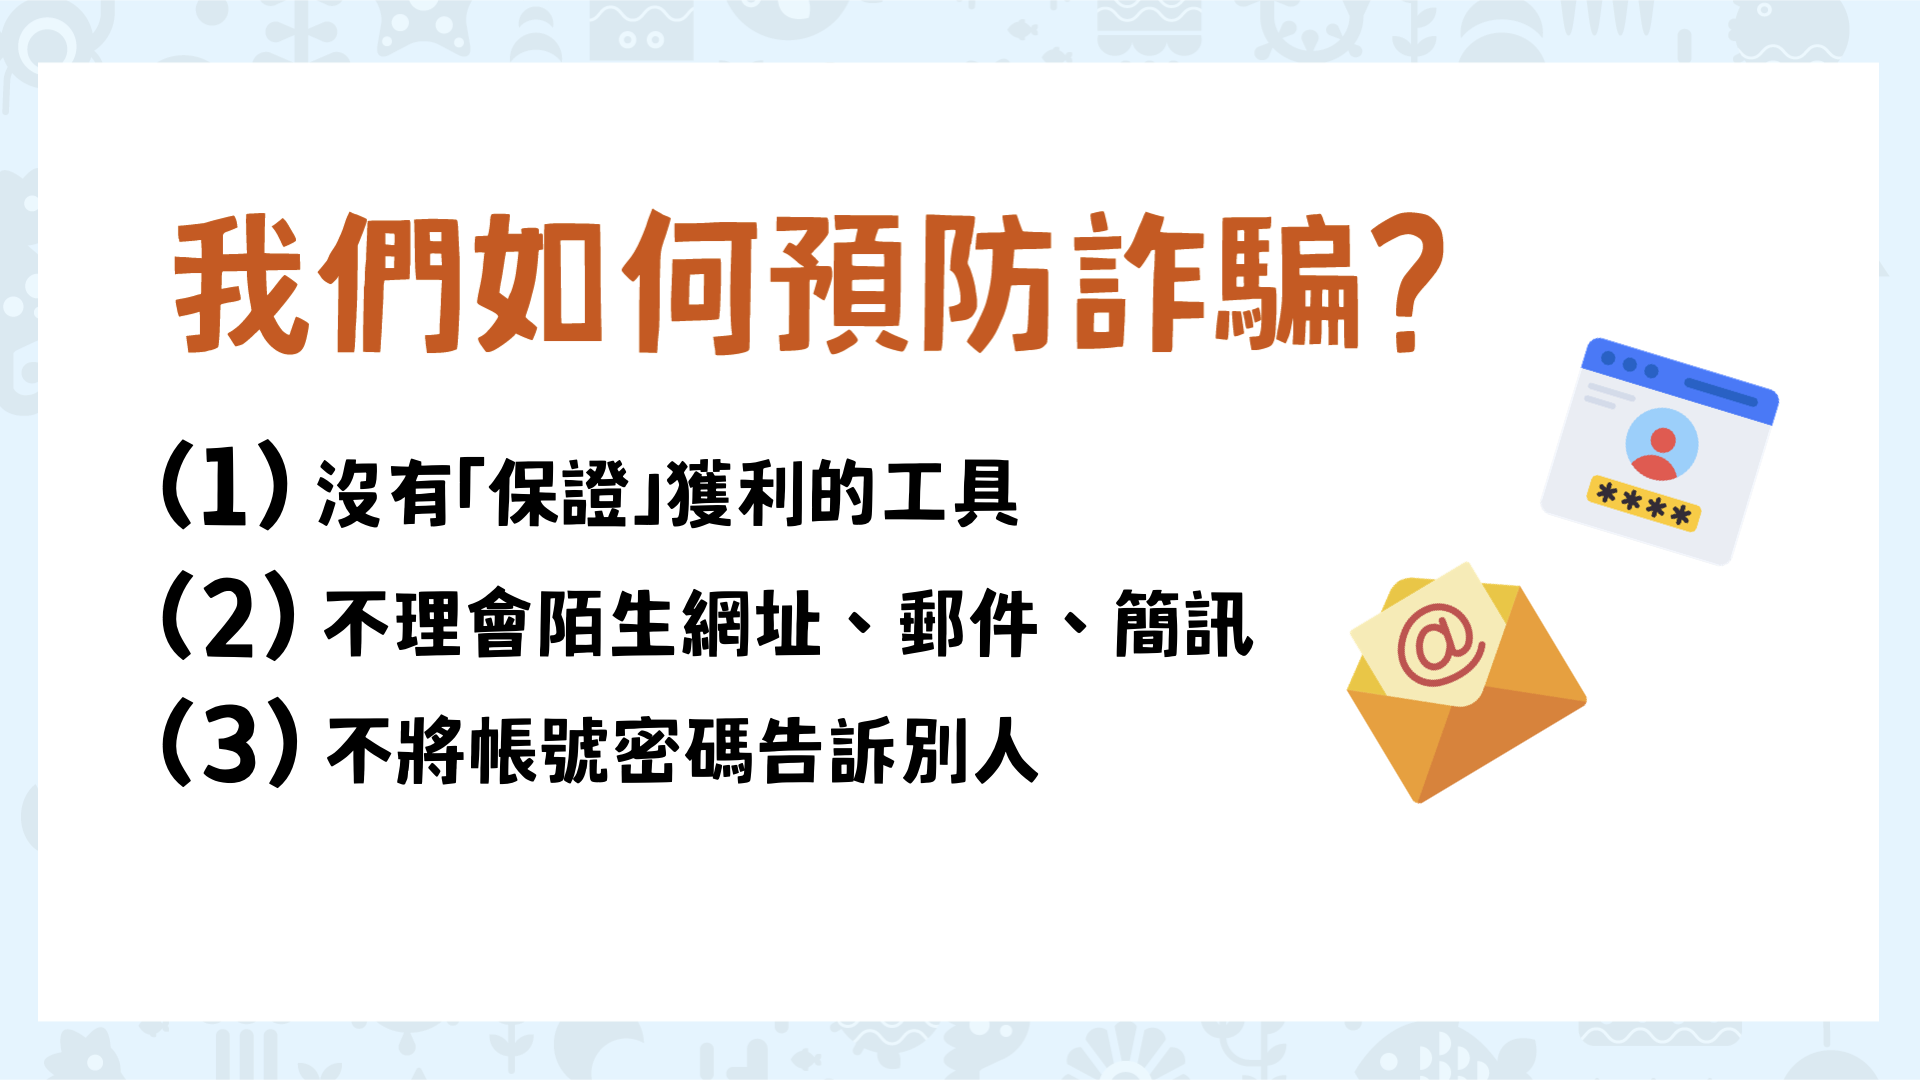 我們如何預防詐騙?
(1) 沒有「保證」獲利的工具
(2) 不理會陌生網址、郵件、簡訊
(3) 不將帳號密碼告訴別人
****
@